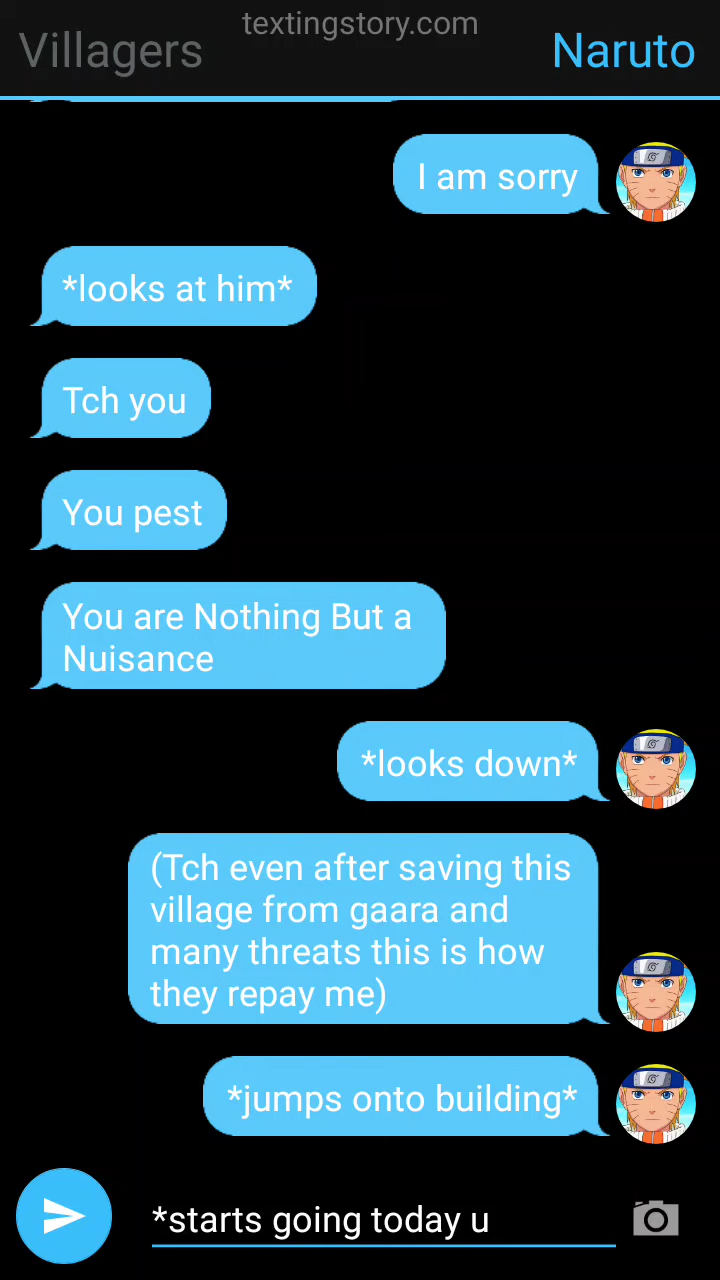 textingstory.com
Villagers
Naruto
I am sorry
*looks at him*
Tch you
You pest
You are Nothing But a
Nuisance
*looks down*
(Tch even after saving this
village from gaara and
many threats this is how
they repay me)
*jumps onto building*
*starts going today u